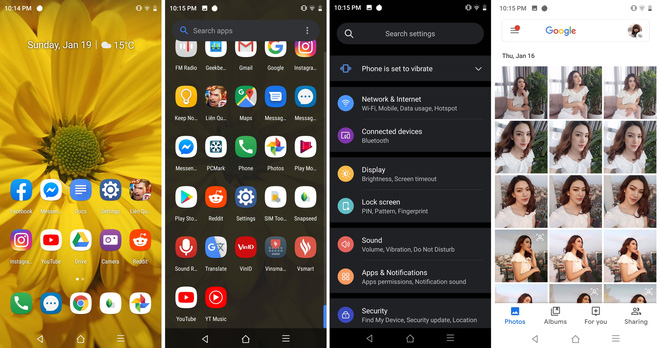 10:14 PM
Sunday, Jan 19 | 15°C
Facebook
Messen...
Docs
Settings
Liên Qu...
Instagr...
YouTube
Drive
Camera
Reddit
10:15 PM
Search apps
FM Radio
Geekbe...
Gmail
Google
Instagra...
Keep No...
Liên Qu...
Maps
Messag...
Messag...
Messen...
PCMark
Phone
Photos
Play Mo...
Play Sto...
Reddit
Settings
SIM Too...
Snapseed
Sound R...
Translate
VinID
Vinsma...
Vsmart
YouTube
YT Music
10:15 PM
Search settings
Phone is set to vibrate
Network & Internet
Wi-Fi, Mobile, Data usage, Hotspot
Connected devices
Bluetooth
Display
Brightness, Screen timeout
Lock screen
PIN, Pattern, Fingerprint
Sound
Volume, Vibration, Do Not Disturb
Apps & Notifications
Apps permissions, Notification sound
Security
Find My Device, Security update, Location
10:15 PM
Google
Thu, Jan 16
Photos
Albums
For you
Sharing